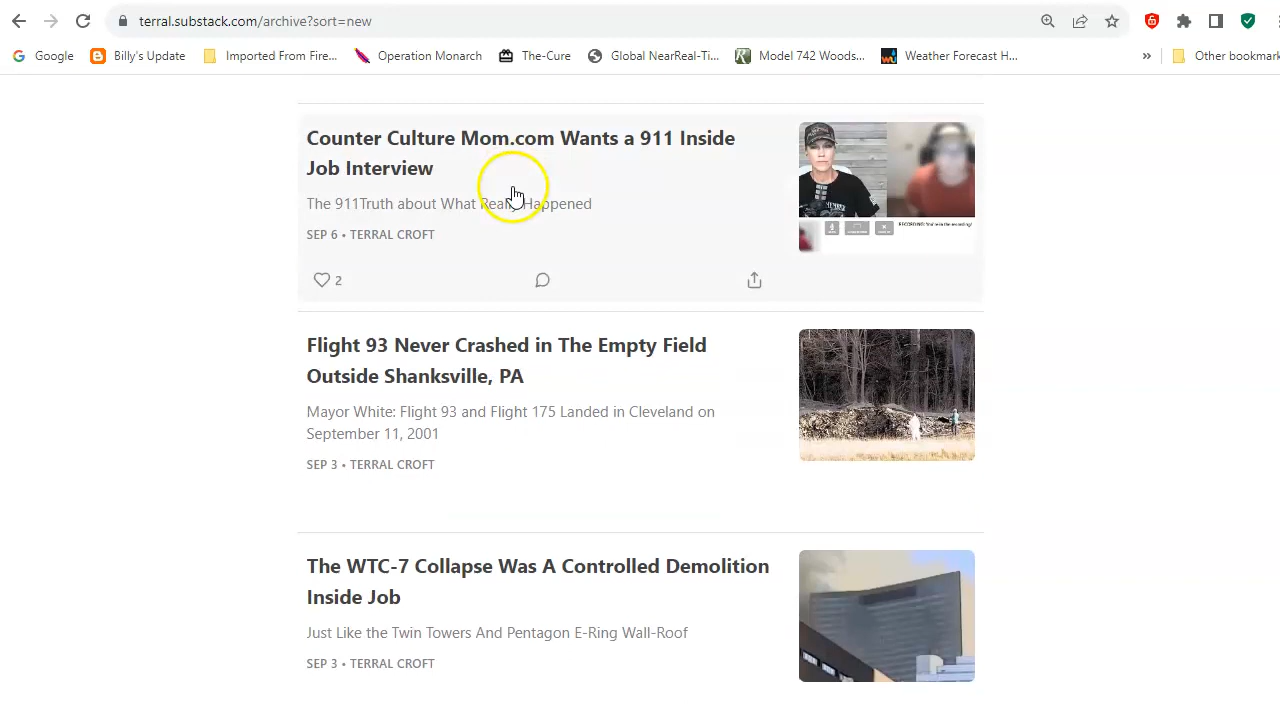 terral.substack.com/archive?sort=new
Google Billy's Update Imported From Fire... Operation Monarch The-Cure Global NearReal-Ti... Model 742 Woods... Weather Forecast H... » Other bookmark
Counter Culture Mom.com Wants a 911 Inside
Job Interview
The 911Truth about What Really Happened
SEP 6 • TERRAL CROFT
2
RECORDING
Flight 93 Never Crashed in The Empty Field
Outside Shanksville, PA
Mayor White: Flight 93 and Flight 175 Landed in Cleveland on
September 11, 2001
SEP 3 • TERRAL CROFT
The WTC-7 Collapse Was A Controlled Demolition
Inside Job
Just Like the Twin Towers And Pentagon E-Ring Wall-Roof
SEP 3 • TERRAL CROFT